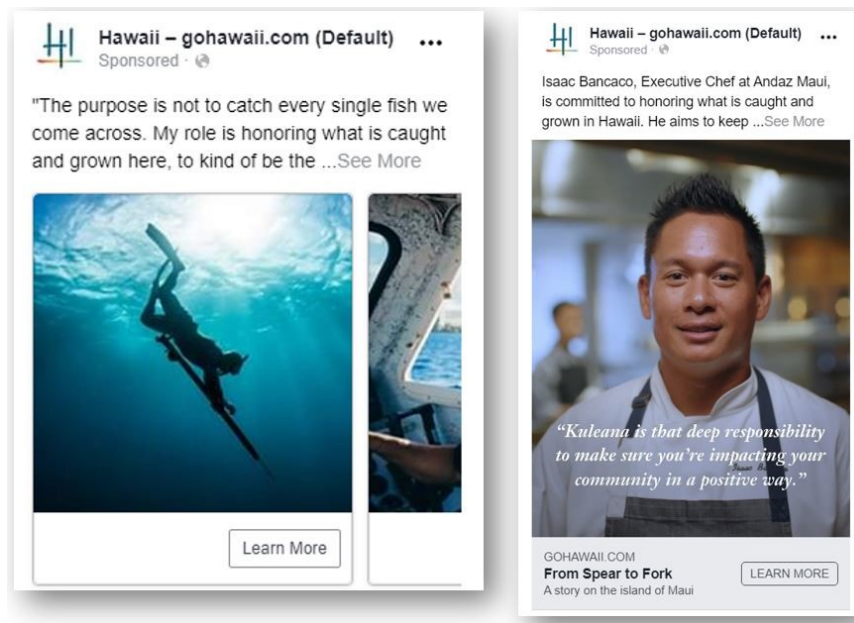 Hawaii – gohawaii.com (Default)
Sponsored ·
"The purpose is not to catch every single fish we
come across. My role is honoring what is caught
and grown here, to kind of be the ...See More
Learn More
Hawaii – gohawaii.com (Default)
Sponsored ·
Isaac Bancaco, Executive Chef at Andaz Maui,
is committed to honoring what is caught and
grown in Hawaii. He aims to keep ...See More
“Kuleana is that deep responsibility
to make sure you’re impacting your
community in a positive way.”
Isaac
GOHAWAII.COM
From Spear to Fork
A story on the island of Maui
LEARN MORE